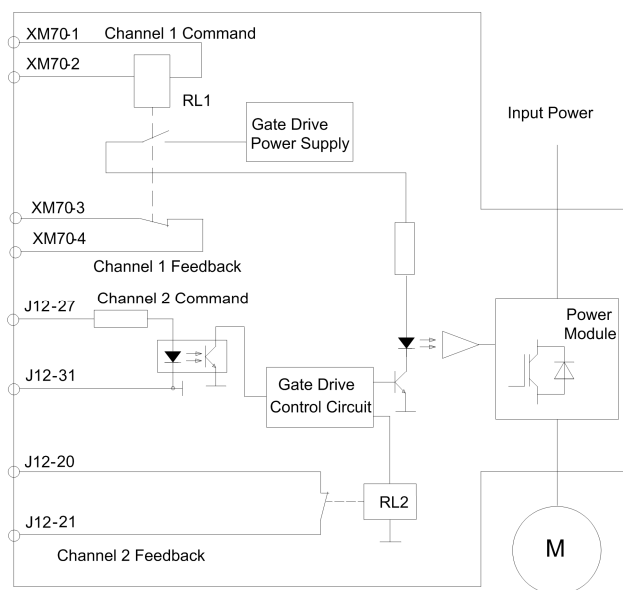 XM70-1 Channel 1 Command
XM70-2
RL1
Gate Drive
Power Supply
Input Power
XM70-3
XM70-4
Channel 1 Feedback
Channel 2 Command
J12-27
Power
Module
J12-31
Gate Drive
Control Circuit
J12-20
RL2
J12-21
M
Channel 2 Feedback